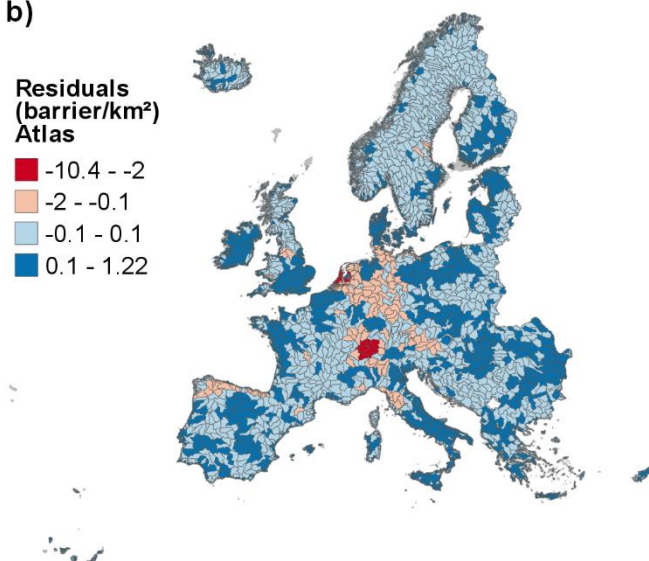 b)
Residuals
(barrier/km²)
Atlas
-10.4 - -2
-2 - -0.1
-0.1 - 0.1
0.1 - 1.22